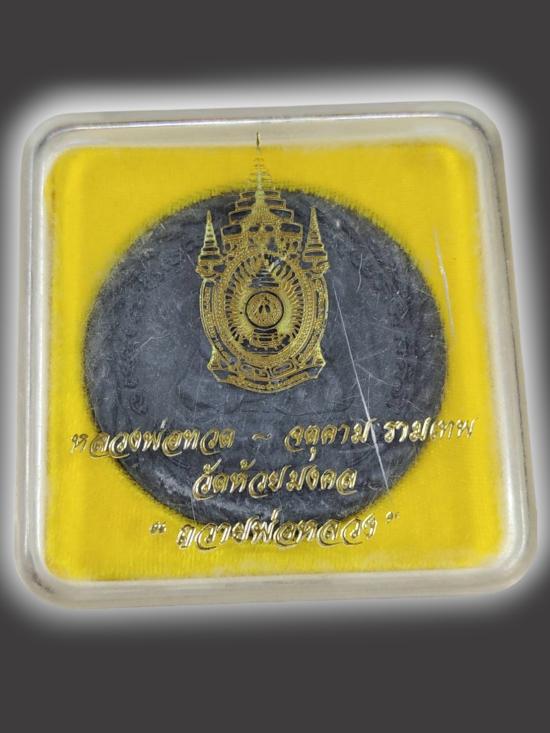 หลวงพ่อทวด ~ จตุคาม รามเทพ
วัดห้วยมงคล
“ ถวายพ่อหลวง ”